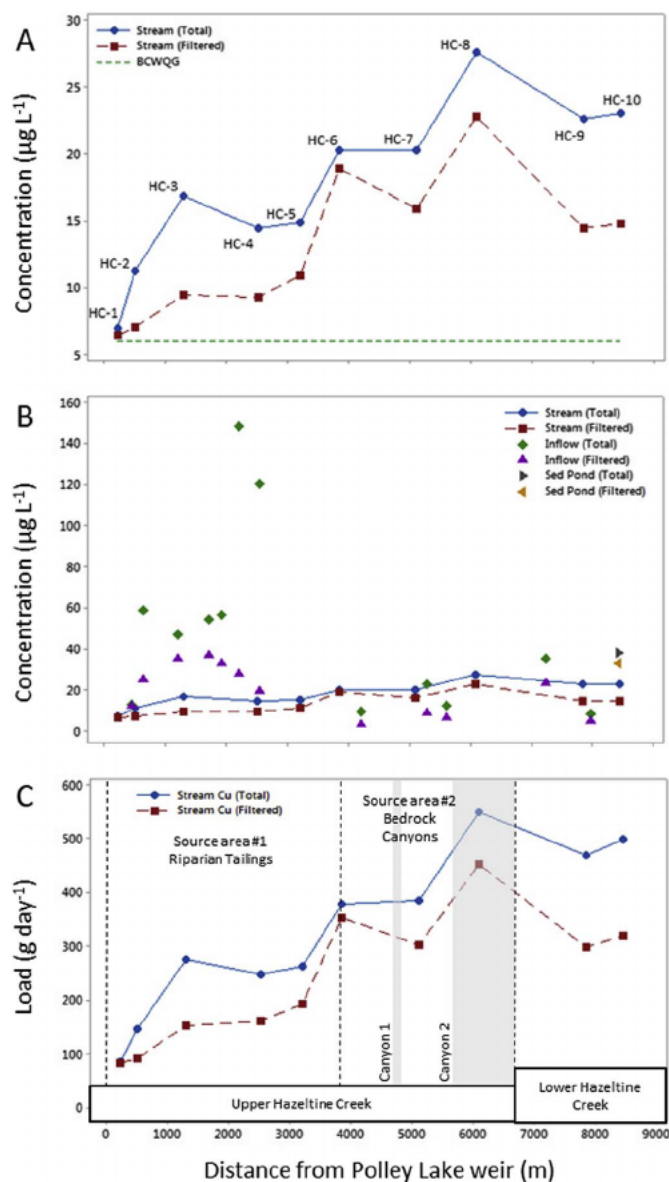 A
Stream (Total)
Stream (Filtered)
BCWQG
HC-1
HC-2
HC-3
HC-4
HC-5
HC-6
HC-7
HC-8
HC-9
HC-10
30
25
20
15
10
5
Concentration (µg L-1)
B
Stream (Total)
Stream (Filtered)
Inflow (Total)
Inflow (Filtered)
Sed Pond (Total)
Sed Pond (Filtered)
160
140
120
100
80
60
40
20
0
Concentration (µg L-1)
C
Stream Cu (Total)
Stream Cu (Filtered)
Source area #1
Riparian Tailings
Source area #2
Bedrock
Canyons
Canyon 1
Canyon 2
600
500
400
300
200
100
0
Load (g day-1)
Upper Hazeltine Creek
Lower Hazeltine
Creek
0 1000 2000 3000 4000 5000 6000 7000 8000 9000
Distance from Polley Lake weir (m)